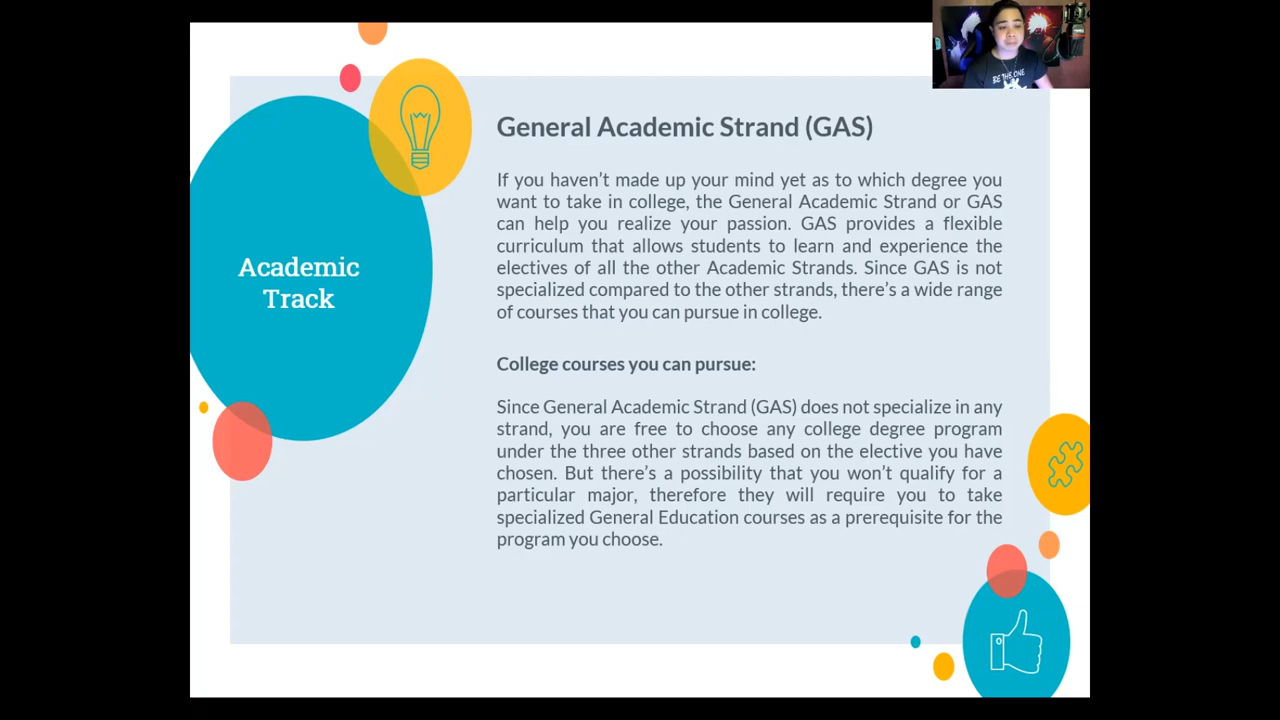 BE THE ONE
General Academic Strand (GAS)
If you haven’t made up your mind yet as to which degree you
want to take in college, the General Academic Strand or GAS
can help you realize your passion. GAS provides a flexible
curriculum that allows students to learn and experience the
electives of all the other Academic Strands. Since GAS is not
specialized compared to the other strands, there’s a wide range
of courses that you can pursue in college.
Academic
Track
College courses you can pursue:
Since General Academic Strand (GAS) does not specialize in any
strand, you are free to choose any college degree program
under the three other strands based on the elective you have
chosen. But there’s a possibility that you won’t qualify for a
particular major, therefore they will require you to take
specialized General Education courses as a prerequisite for the
program you choose.